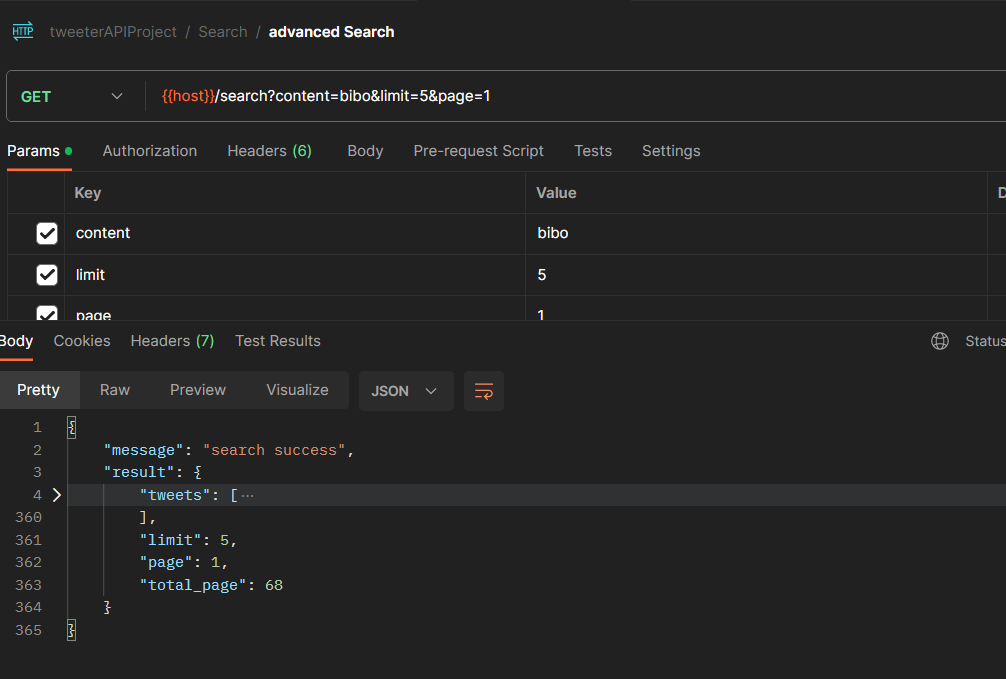 HTTP tweeterAPIProject / Search / advanced Search
GET {{host}}/search?content=bibo&limit=5&page=1
Params Authorization Headers (6) Body Pre-request Script Tests Settings
Key Value D
content bibo
limit 5
page 1
Body Cookies Headers (7) Test Results Status
Pretty Raw Preview Visualize JSON
1 {
2 "message": "search success",
3 "result": {
4 "tweets": [ ···
360 ],
361 "limit": 5,
362 "page": 1,
363 "total_page": 68
364 }
365 }